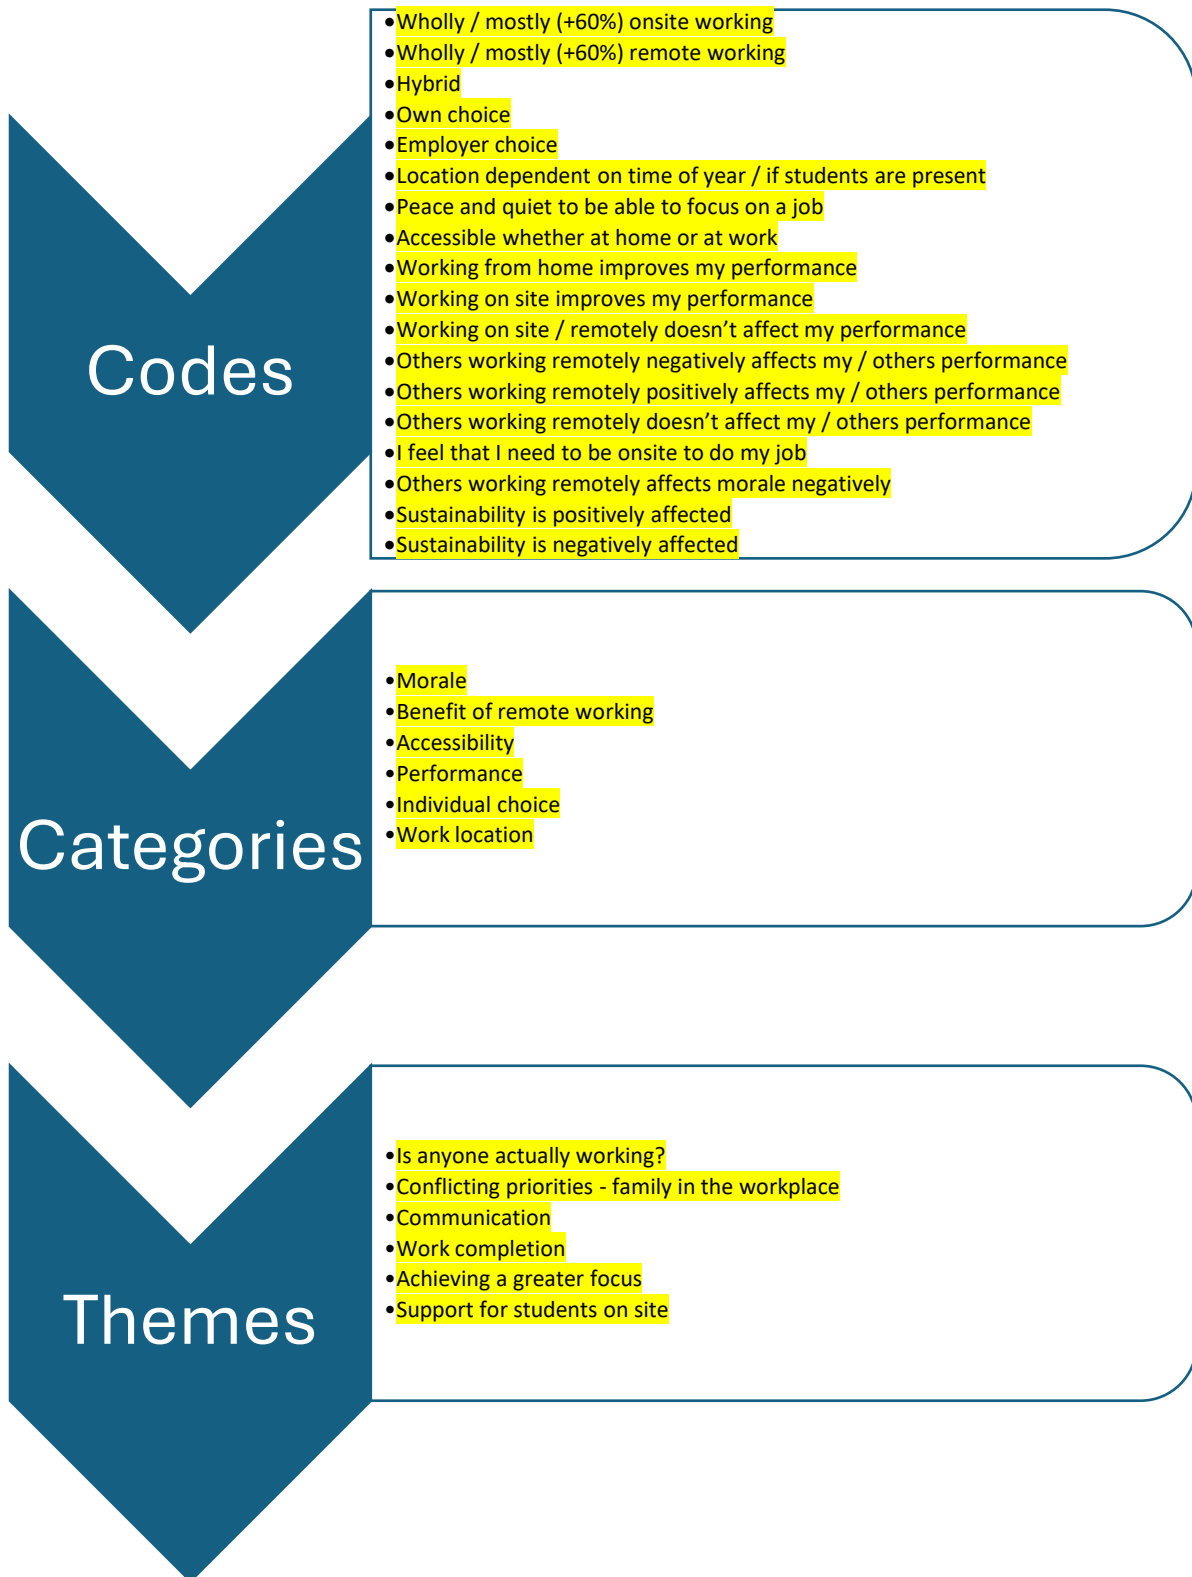 Codes
•Wholly / mostly (+60%) onsite working
•Wholly / mostly (+60%) remote working
•Hybrid
•Own choice
•Employer choice
•Location dependent on time of year / if students are present
•Peace and quiet to be able to focus on a job
•Accessible whether at home or at work
•Working from home improves my performance
•Working on site improves my performance
•Working on site / remotely doesn’t affect my performance
•Others working remotely negatively affects my / others performance
•Others working remotely positively affects my / others performance
•Others working remotely doesn’t affect my / others performance
•I feel that I need to be onsite to do my job
•Others working remotely affects morale negatively
•Sustainability is positively affected
•Sustainability is negatively affected
Categories
•Morale
•Benefit of remote working
•Accessibility
•Performance
•Individual choice
•Work location
Themes
•Is anyone actually working?
•Conflicting priorities - family in the workplace
•Communication
•Work completion
•Achieving a greater focus
•Support for students on site